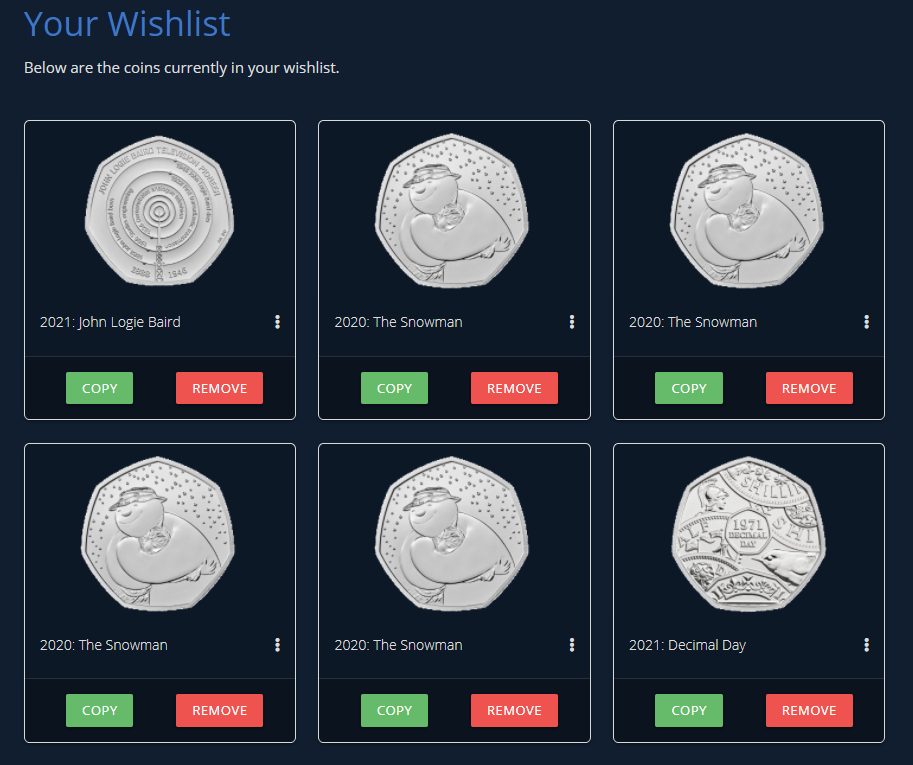 Your Wishlist
Below are the coins currently in your wishlist.
JOHN LOGIE BAIRD TELEVISION PIONEER
1888 1946
2021: John Logie Baird
2020: The Snowman
2020: The Snowman
COPY REMOVE
COPY REMOVE
COPY REMOVE
SHILLI
SHI
1971
DECIMAL
DAY
2020: The Snowman
2020: The Snowman
2021: Decimal Day
COPY REMOVE
COPY REMOVE
COPY REMOVE